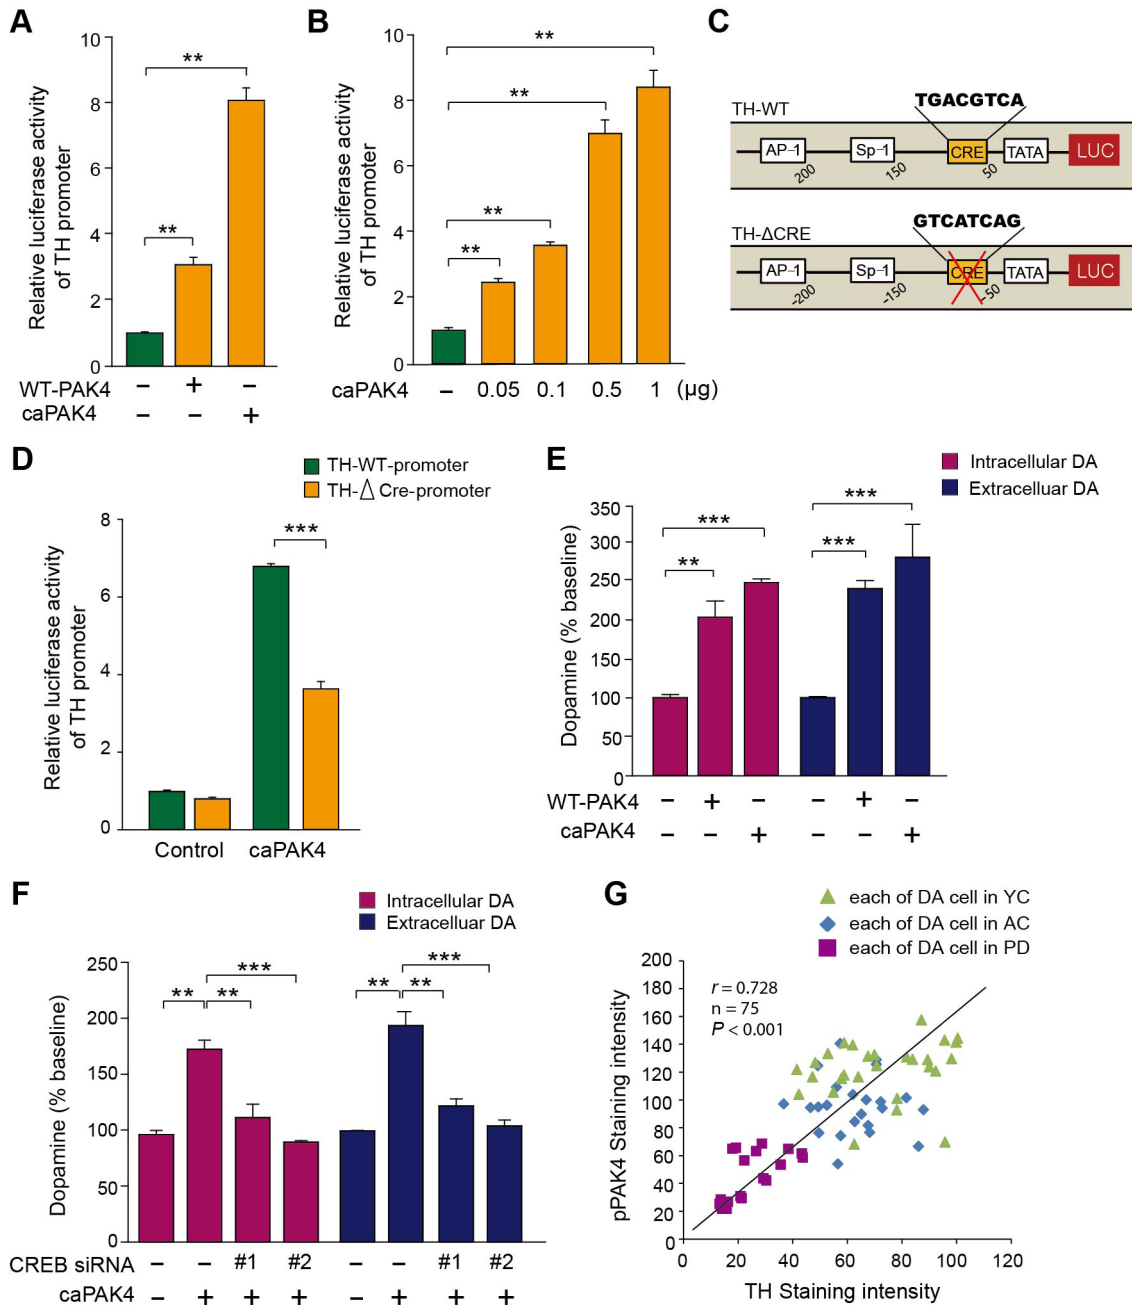 A
Relative luciferase activity
of TH promoter
10
8
6
4
2
0
**
**
WT-PAK4 – + –
caPAK4 – – +
B
Relative luciferase activity
of TH promoter
10
8
6
4
2
0
**
**
**
**
caPAK4 – 0.05 0.1 0.5 1 (µg)
C
TH-WT
TGACGTCA
AP-1 Sp-1 CRE TATA LUC
200 150 50
TH-ΔCRE
GTCATCAG
AP-1 Sp-1 CRE TATA LUC
-200 -150 -50
D
TH-WT-promoter
TH-Δ Cre-promoter
Relative luciferase activity
of TH promoter
8
6
4
2
0
***
Control caPAK4
E
Intracellular DA
Extracelluar DA
Dopamine (% baseline)
350
300
250
200
150
100
50
0
***
**
***
***
WT-PAK4 – + – – + –
caPAK4 – – + – – +
F
Intracellular DA
Extracelluar DA
Dopamine (% baseline)
250
200
150
100
50
0
***
** **
***
** **
CREB siRNA – – #1 #2 – – #1 #2
caPAK4 – + + + – + + +
G
each of DA cell in YC
each of DA cell in AC
each of DA cell in PD
pPAK4 Staining intensity
200
180
160
140
120
100
80
60
40
20
0
r = 0.728
n = 75
P < 0.001
0 20 40 60 80 100 120
TH Staining intensity